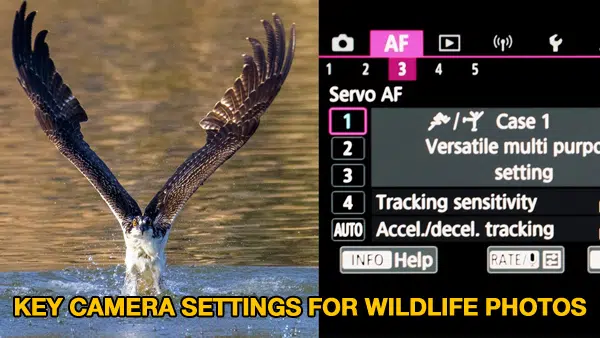 AF
1 2 3 4 5
Servo AF
1 Case 1
2 Versatile multi purpo
3 setting
4 Tracking sensitivity
AUTO Accel./decel. tracking
INFO Help RATE/
KEY CAMERA SETTINGS FOR WILDLIFE PHOTOS